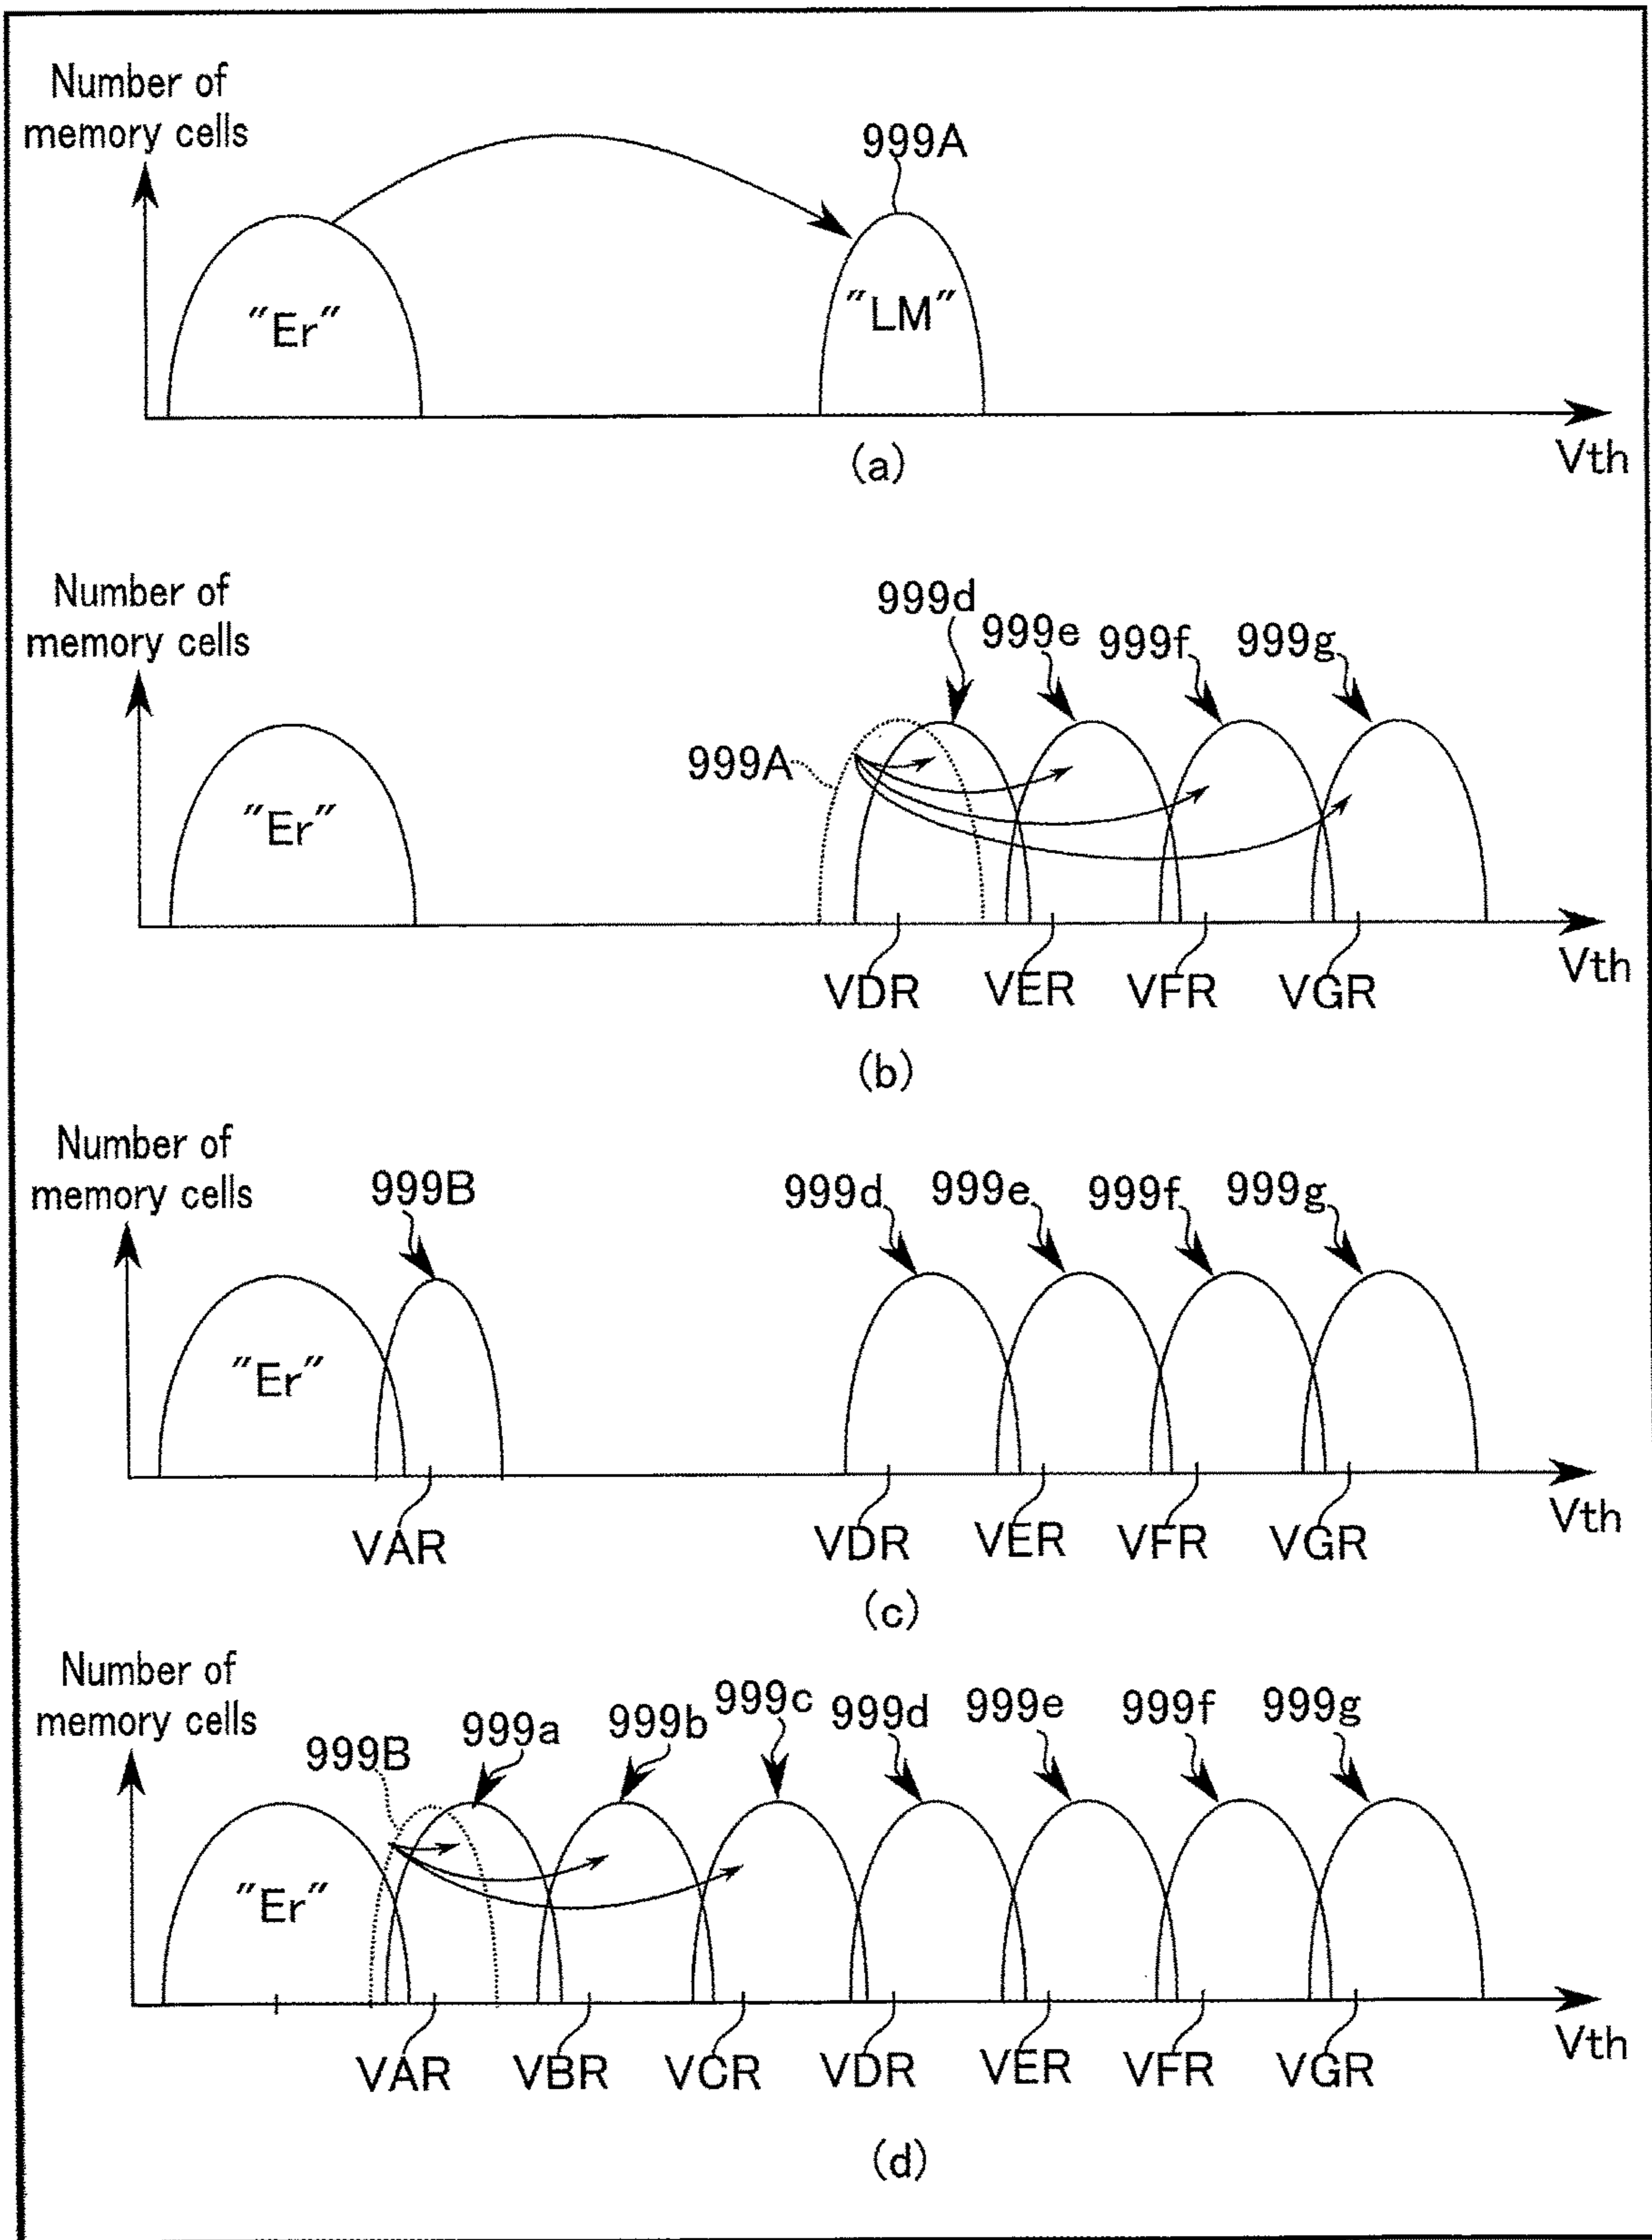 Number of
memory cells
999A
"Er"
"LM"
Vth
(a)
Number of
memory cells
999d
999e
999f
999g
999A
"Er"
VDR
VER
VFR
VGR
Vth
(b)
Number of
memory cells
999B
999d
999e
999f
999g
"Er"
VAR
VDR
VER
VFR
VGR
Vth
(c)
Number of
memory cells
999B
999a
999b
999c
999d
999e
999f
999g
"Er"
VAR
VBR
VCR
VDR
VER
VFR
VGR
Vth
(d)